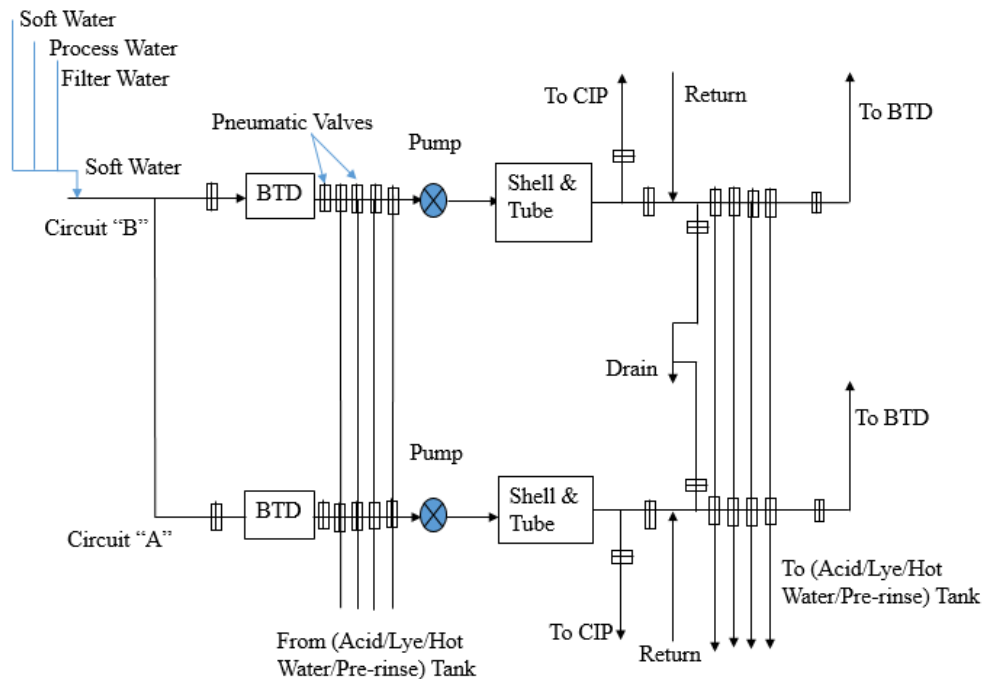 Soft Water
Process Water
Filter Water
Soft Water
Circuit “B”
Pneumatic Valves
BTD
Pump
Shell &
Tube
To CIP
Return
To BTD
Drain
To BTD
Pump
Circuit “A”
BTD
Shell &
Tube
To CIP
Return
From (Acid/Lye/Hot
Water/Pre-rinse) Tank
To (Acid/Lye/Hot
Water/Pre-rinse) Tank